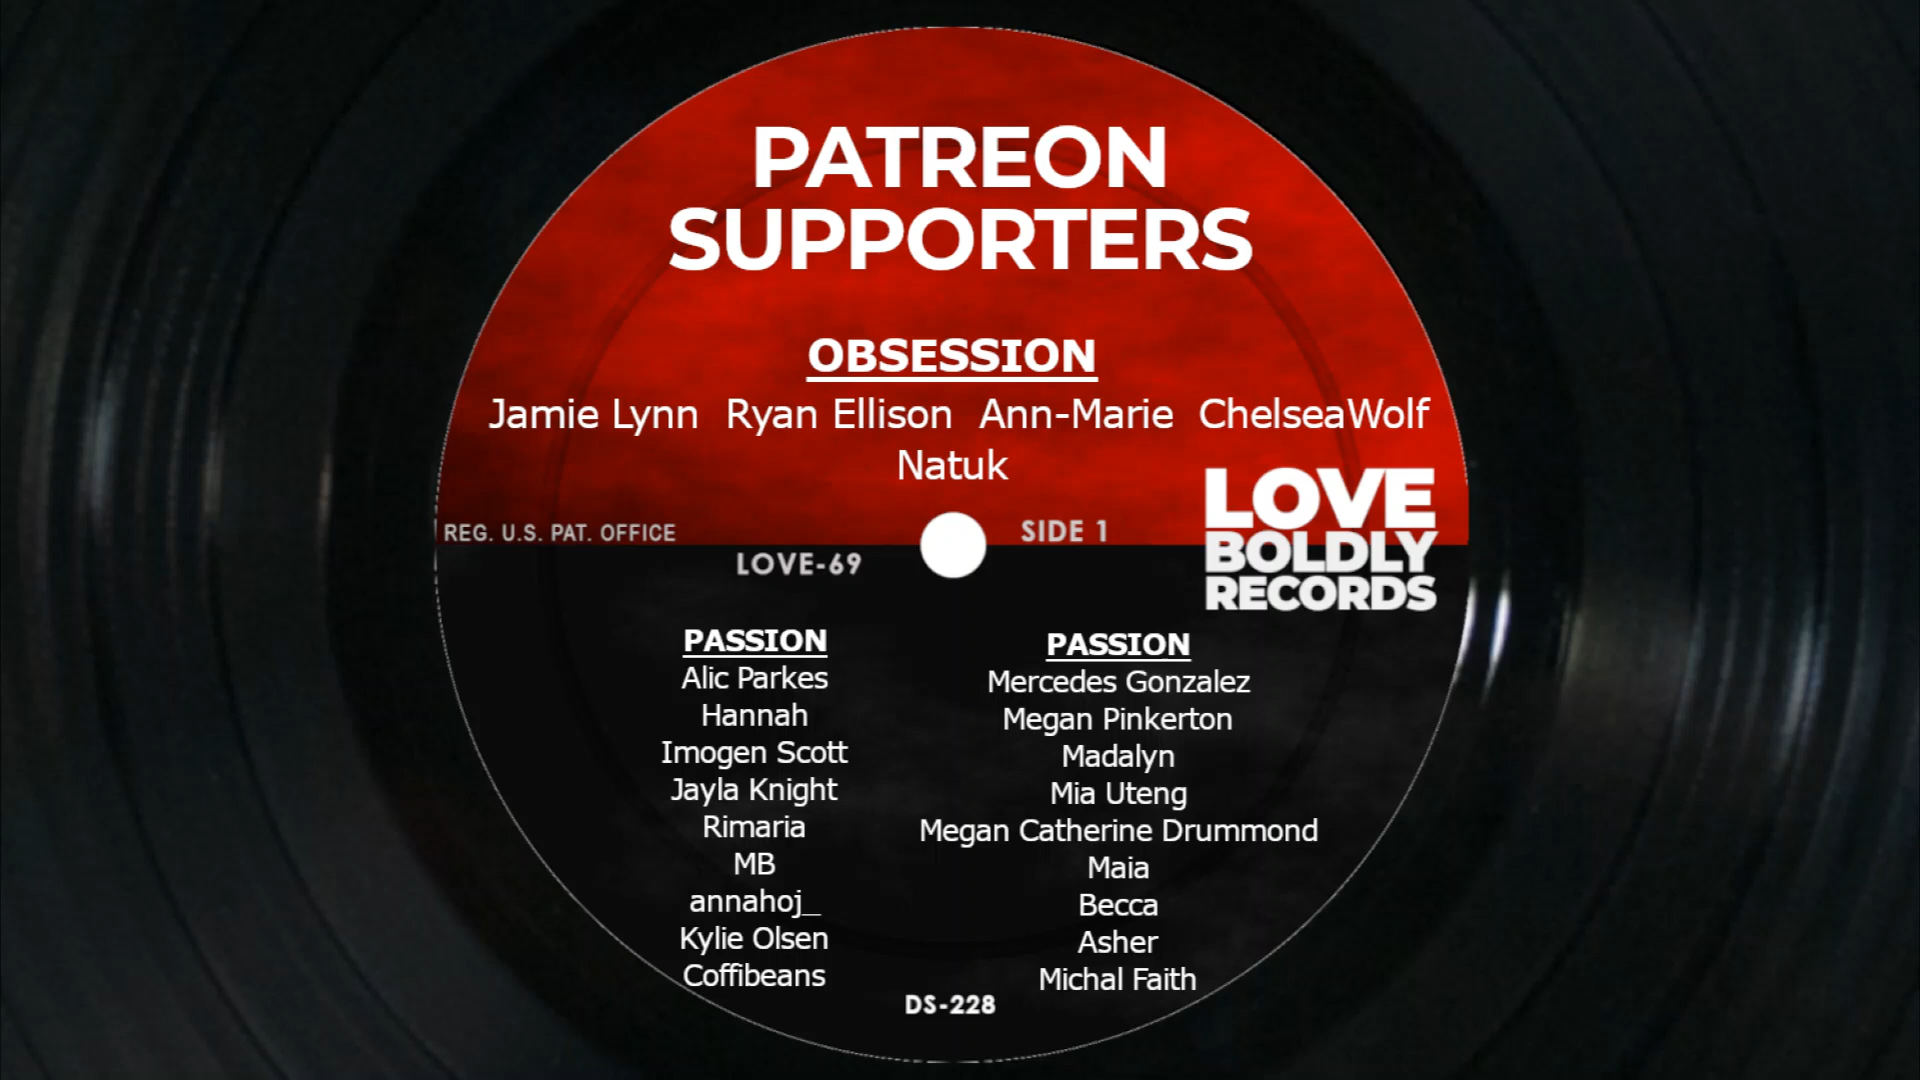 PATREON
SUPPORTERS
OBSESSION
Jamie Lynn Ryan Ellison Ann-Marie ChelseaWolf
Natuk
REG. U.S. PAT. OFFICE
SIDE 1
LOVE-69
LOVE
BOLDLY
RECORDS
PASSION
Alic Parkes
Hannah
Imogen Scott
Jayla Knight
Rimaria
MB
annahoj_
Kylie Olsen
Coffibeans
PASSION
Mercedes Gonzalez
Megan Pinkerton
Madalyn
Mia Uteng
Megan Catherine Drummond
Maia
Becca
Asher
Michal Faith
DS-228